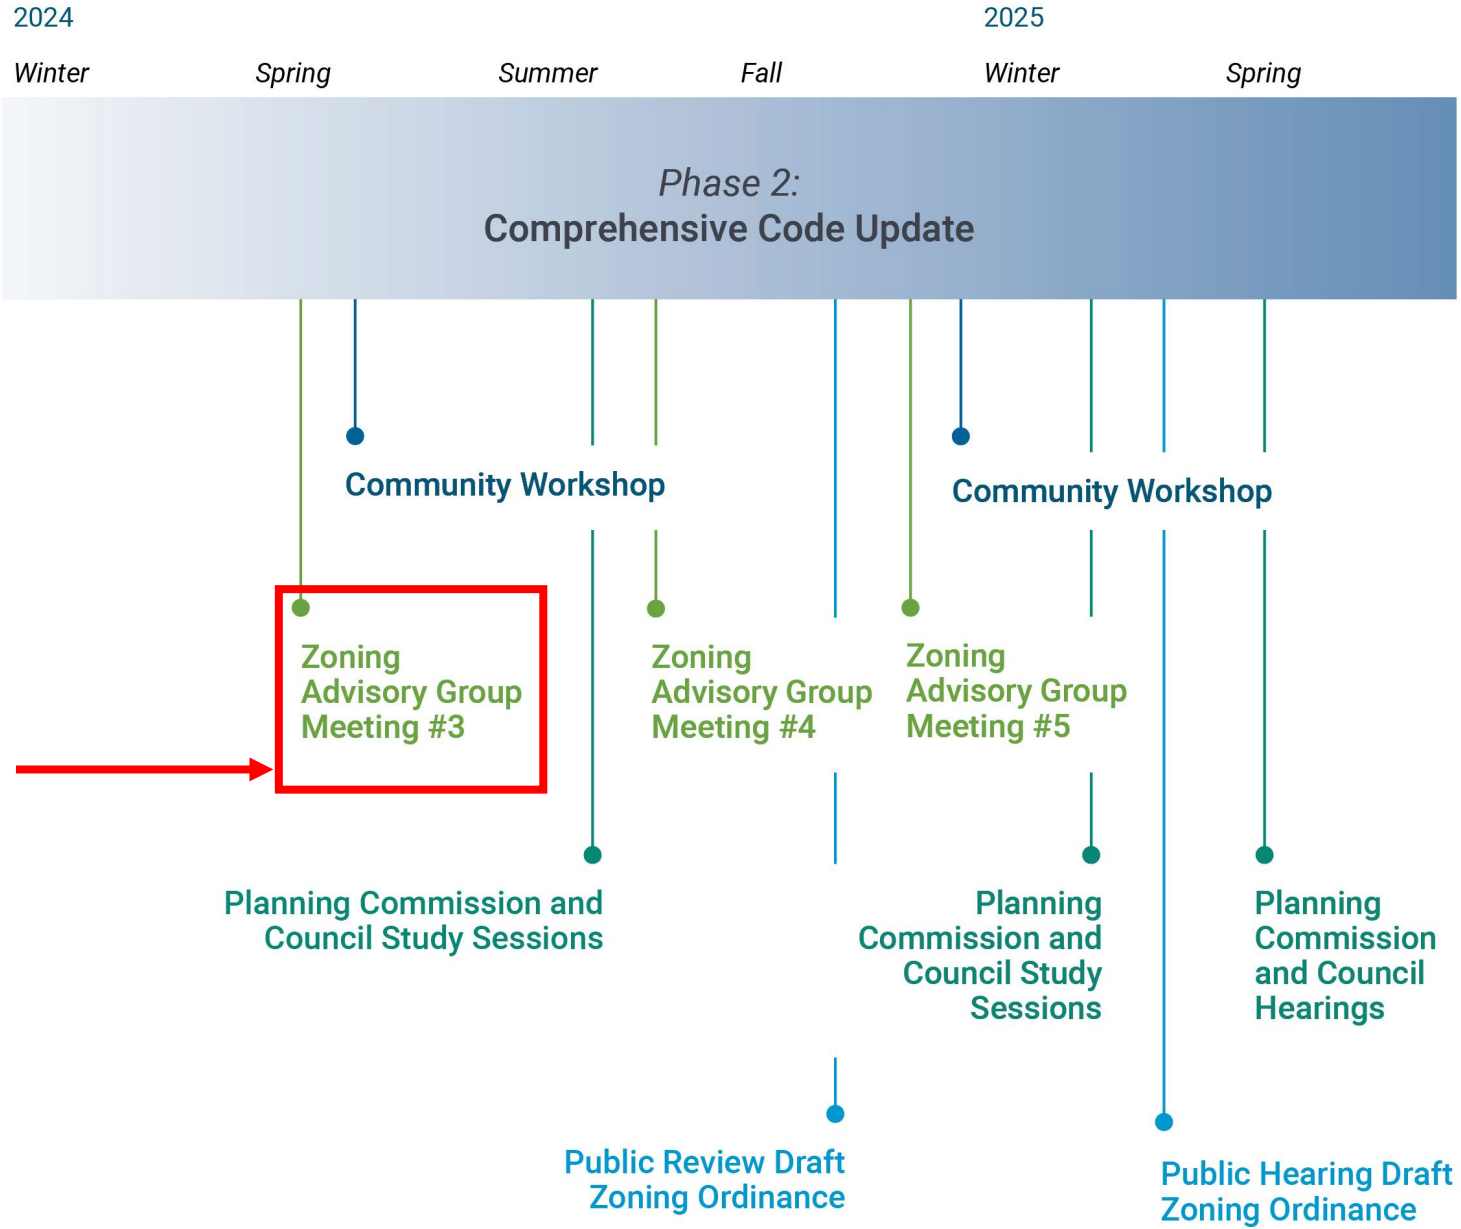 2024
2025
Winter
Spring
Summer
Fall
Winter
Spring
Phase 2:
Comprehensive Code Update
Community Workshop
Community Workshop
Zoning
Advisory Group
Meeting #3
Zoning
Advisory Group
Meeting #4
Zoning
Advisory Group
Meeting #5
Planning Commission and
Council Study Sessions
Planning
Commission and
Council Study
Sessions
Planning
Commission
and Council
Hearings
Public Review Draft
Zoning Ordinance
Public Hearing Draft
Zoning Ordinance